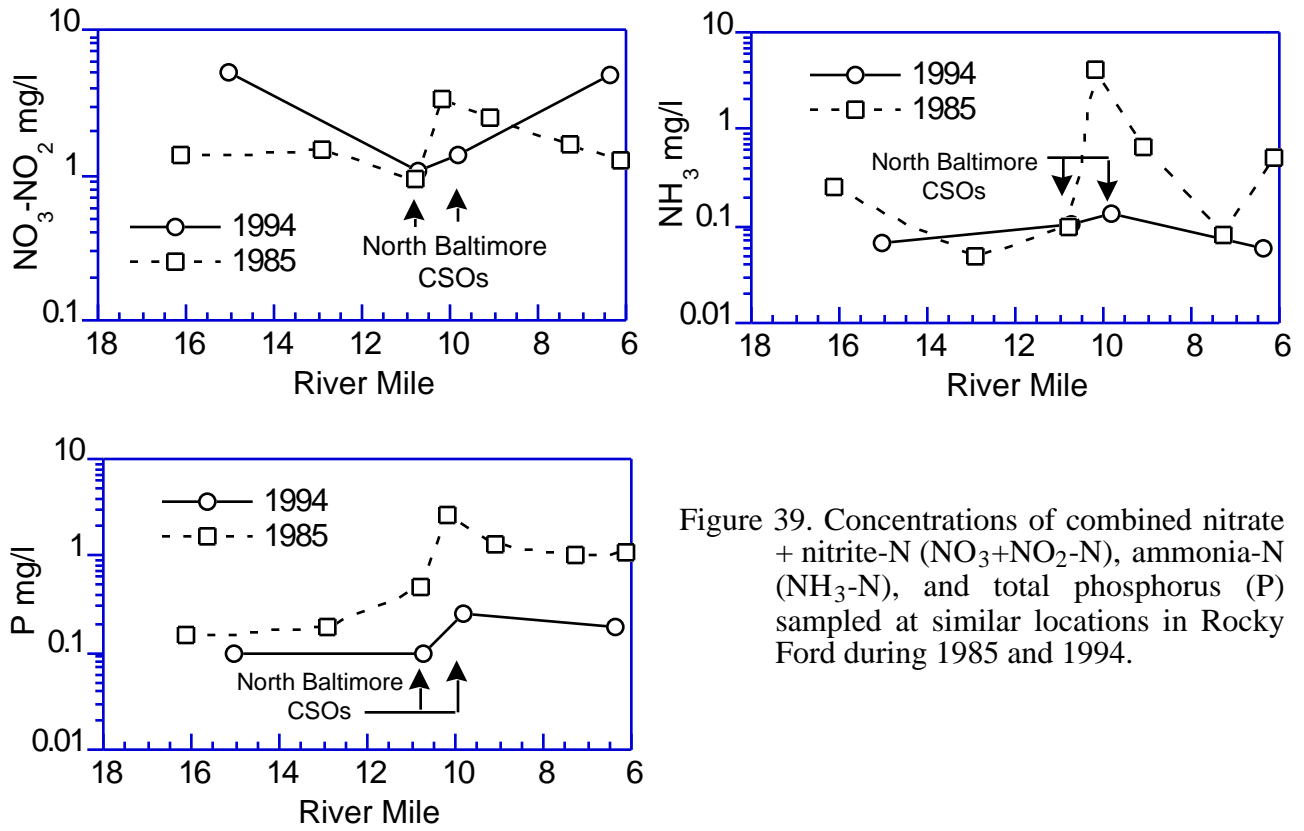 10
1
0.1
NO3-NO2 mg/l
1994
1985
North Baltimore
CSOs
18 16 14 12 10 8 6
River Mile
10
1
0.1
0.01
NH3 mg/l
1994
1985
North Baltimore
CSOs
18 16 14 12 10 8 6
River Mile
10
1
0.1
0.01
P mg/l
1994
1985
North Baltimore
CSOs
18 16 14 12 10 8 6
River Mile
Figure 39. Concentrations of combined nitrate
+ nitrite-N (NO3+NO2-N), ammonia-N
(NH3-N), and total phosphorus (P)
sampled at similar locations in Rocky
Ford during 1985 and 1994.